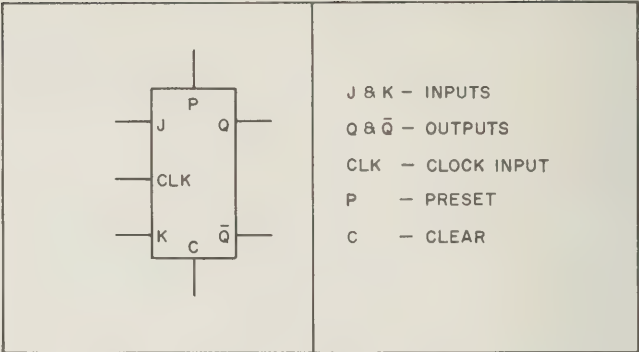 P
J Q
CLK
K Q̄
C
J & K – INPUTS
Q & Q̄ – OUTPUTS
CLK – CLOCK INPUT
P – PRESET
C – CLEAR